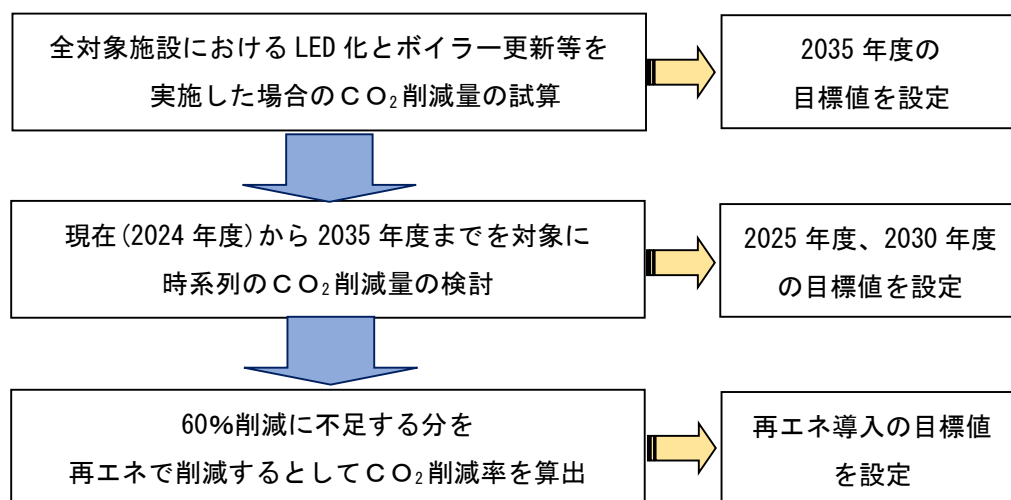 全対象施設における LED 化とボイラー更新等を
実施した場合のＣＯ₂削減量の試算
2035 年度の
目標値を設定
現在(2024 年度)から 2035 年度までを対象に
時系列のＣＯ₂削減量の検討
2025 年度、2030 年度
の目標値を設定
60%削減に不足する分を
再エネで削減するとしてＣＯ₂削減率を算出
再エネ導入の目標値
を設定